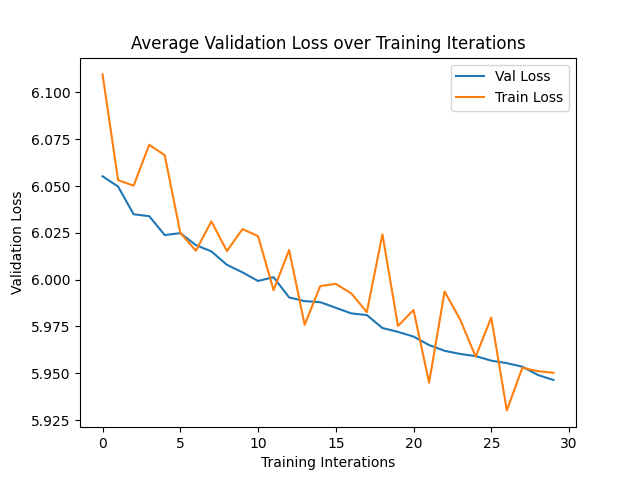 Average Validation Loss over Training Iterations
Val Loss
Train Loss
Validation Loss
6.100
6.075
6.050
6.025
6.000
5.975
5.950
5.925
0 5 10 15 20 25 30
Training Interations